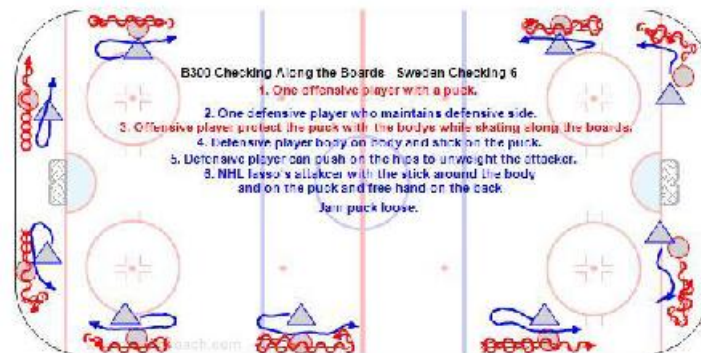 B300 Checking Along the Boards - Sweden Checking 6
1. One offensive player with a puck.
2. One defensive player who maintains defensive side.
3. Offensive player protect the puck with the bodys while skating along the boards.
4. Defensive player body on body and stick on the puck.
5. Defensive player can push on the hips to unweight the attacker.
6. NHL lasso's attakcer with the stick around the body
and on the puck and free hand on the back
Jam puck loose.
coach.com